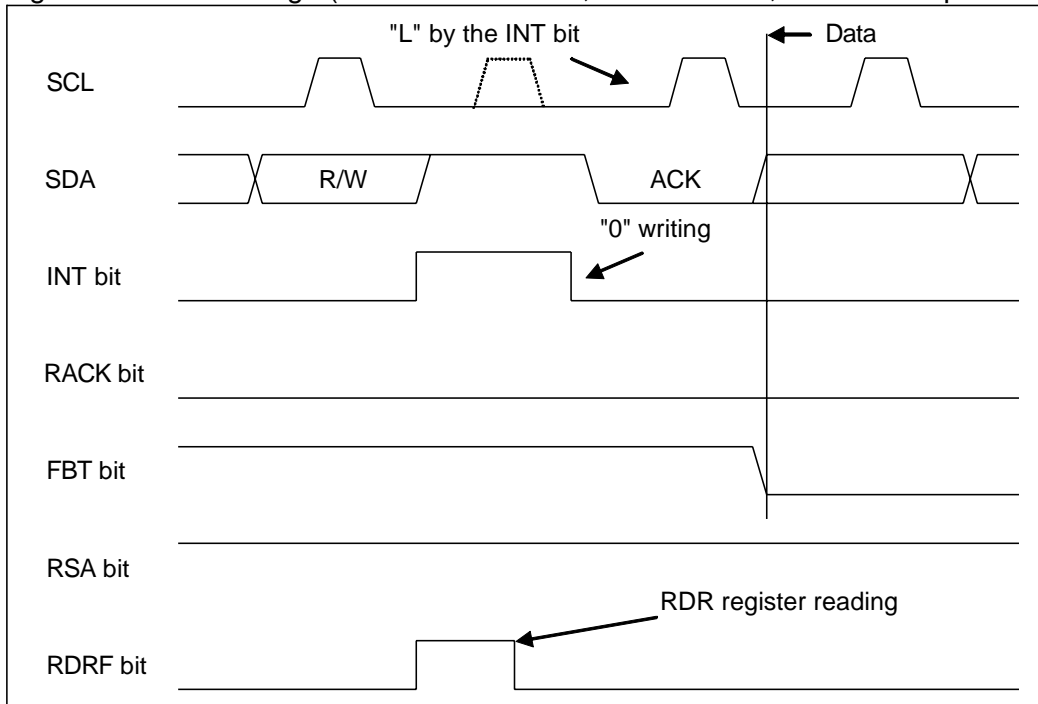 "L" by the INT bit
Data
SCL
SDA
R/W
ACK
"0" writing
INT bit
RACK bit
FBT bit
RSA bit
RDR register reading
RDRF bit